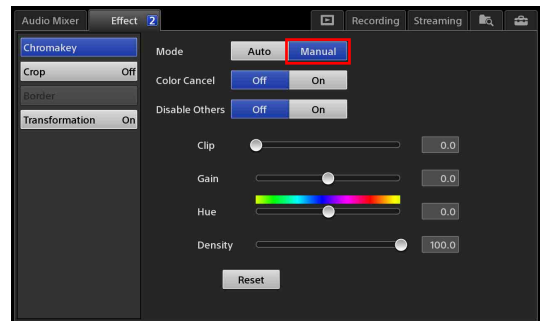 Audio Mixer Effect 2 Recording Streaming
Chromakey
Crop Off
Border
Transformation On
Mode Auto Manual
Color Cancel Off On
Disable Others Off On
Clip 0.0
Gain 0.0
Hue 0.0
Density 100.0
Reset